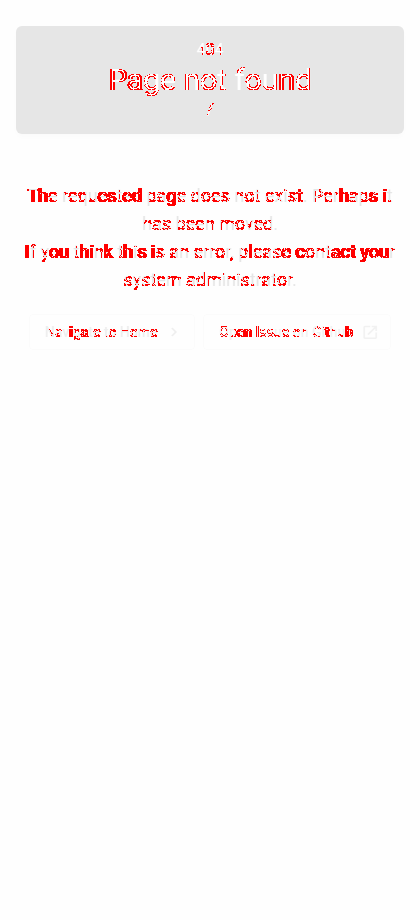 404
Page not found
/
The requested page does not exist. Perhaps it
has been moved.
If you think this is an error, please contact your
system administrator.
Navigate to Home
Open Issue on Github